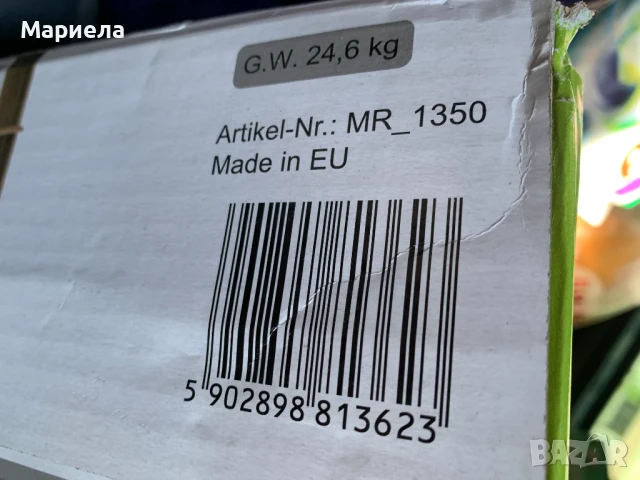 Мариела
G.W. 24,6 kg
Artikel-Nr.: MR_1350
Made in EU
5 902898 813623
BAZAR